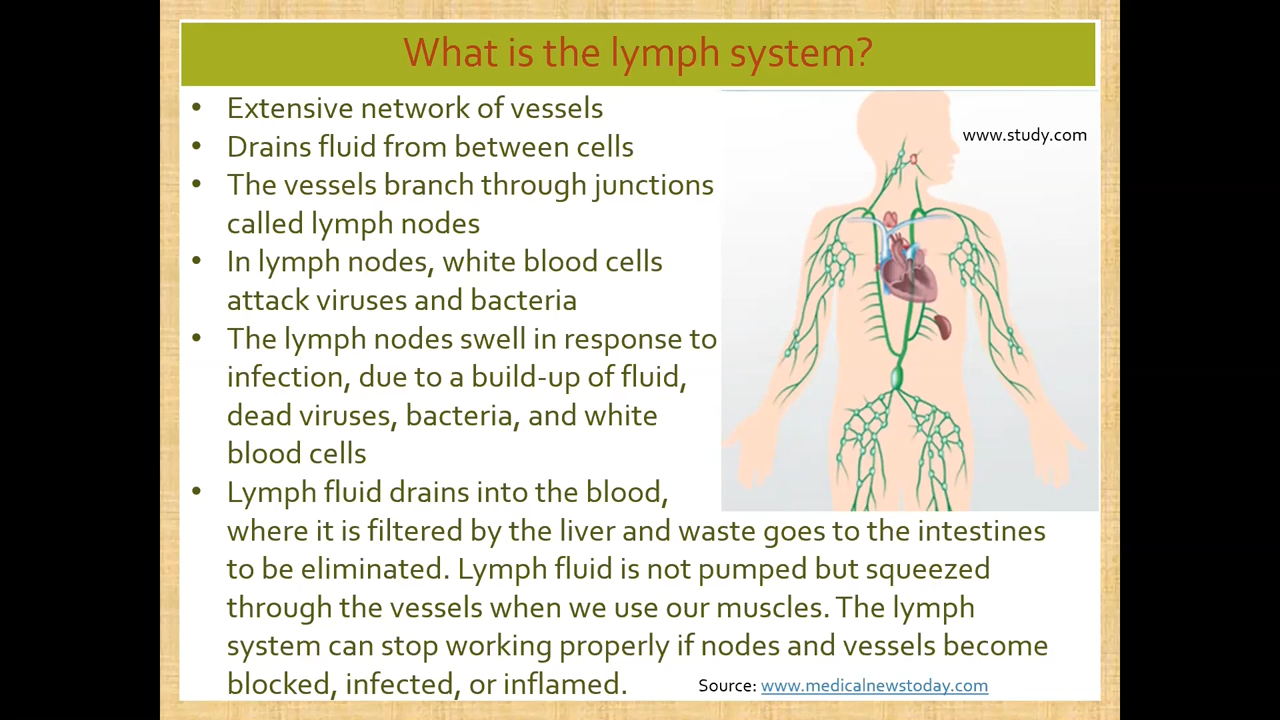 What is the lymph system?
• Extensive network of vessels
• Drains fluid from between cells
• The vessels branch through junctions
called lymph nodes
• In lymph nodes, white blood cells
attack viruses and bacteria
• The lymph nodes swell in response to
infection, due to a build-up of fluid,
dead viruses, bacteria, and white
blood cells
• Lymph fluid drains into the blood,
where it is filtered by the liver and waste goes to the intestines
to be eliminated. Lymph fluid is not pumped but squeezed
through the vessels when we use our muscles. The lymph
system can stop working properly if nodes and vessels become
blocked, infected, or inflamed.
www.study.com
Source: www.medicalnewstoday.com